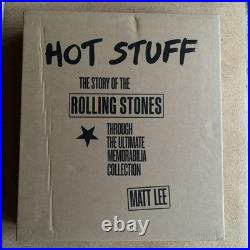 HOT STUFF
THE STORY OF THE
ROLLING STONES
THROUGH
THE ULTIMATE
MEMORABILIA
COLLECTION
MATT LEE